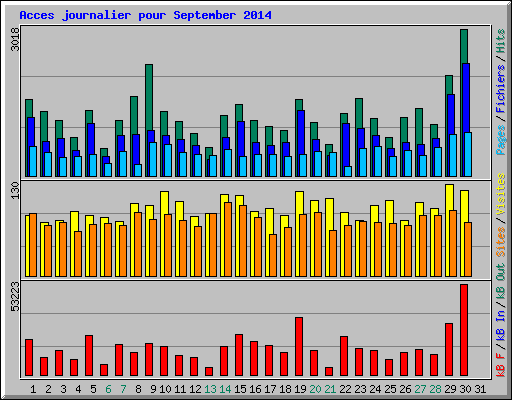 Acces journalier pour September 2014
3018
130
53223
Pages / Fichiers / Hits
Sites / Visites
kB F / kB In / kB Out
1 2 3 4 5 6 7 8 9 10 11 12 13 14 15 16 17 18 19 20 21 22 23 24 25 26 27 28 29 30 31